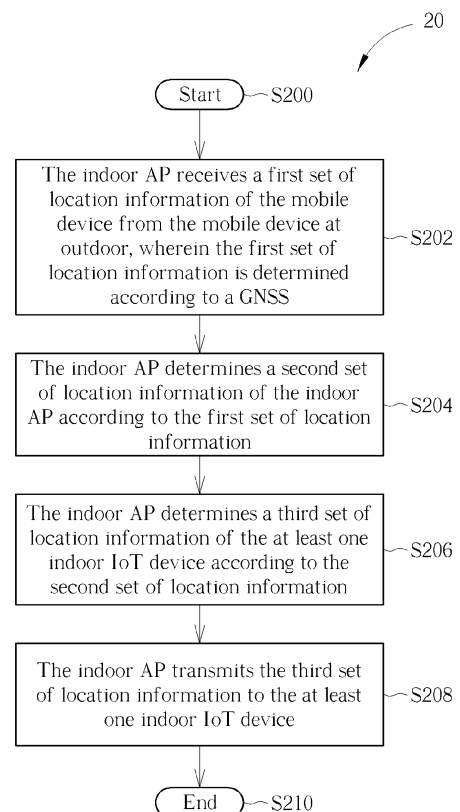 20
Start
S200
The indoor AP receives a first set of
location information of the mobile
device from the mobile device at
outdoor, wherein the first set of
location information is determined
according to a GNSS
S202
The indoor AP determines a second set
of location information of the indoor
AP according to the first set of location
information
S204
The indoor AP determines a third set of
location information of the at least one
indoor IoT device according to the
second set of location information
S206
The indoor AP transmits the third set
of location information to the at least
one indoor IoT device
S208
End
S210